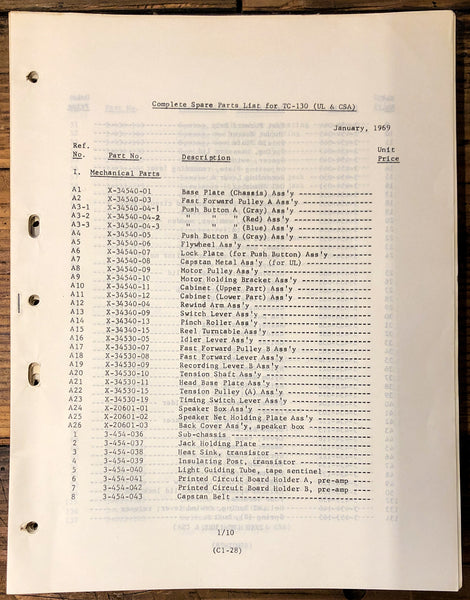 Complete Spare Parts List for TC-130 (UL & CSA)
January, 1969
Ref. No. Part No. Description Unit Price
I. Mechanical Parts
A1 X-34540-01 Base Plate (Chassis) Ass'y
A2 X-34540-03 Fast Forward Pulley A Ass'y
A3-1 X-34540-04-1 Push Button A (Gray) Ass'y
A3-2 X-34540-04-2 " " " (Red) Ass'y
A3-3 X-34540-04-3 " " " (Blue) Ass'y
A4 X-34540-05 Push Button B (Gray) Ass'y
A5 X-34540-06 Flywheel Ass'y
A6 X-34540-07 Lock Plate (for Push Button) Ass'y
A7 X-34540-08 Capstan Metal Ass'y (for UL)
A8 X-34540-09 Motor Pulley Ass'y
A9 X-34540-10 Motor Holding Bracket Ass'y
A10 X-34540-11 Cabinet (Upper Part) Ass'y
A11 X-34540-12 Cabinet (Lower Part) Ass'y
A12 X-34340-04 Rewind Arm Ass'y
A13 X-34540-09 Switch Lever Ass'y
A14 X-34340-13 Pinch Roller Ass'y
A15 X-34340-15 Reel Turntable Ass'y
A16 X-34530-05 Idler Lever Ass'y
A17 X-34530-07 Fast Forward Pulley B Ass'y
A18 X-34530-08 Fast Forward Lever Ass'y
A19 X-34530-09 Recording Lever B Ass'y
A20 X-34530-10 Tension Shaft Ass'y
A21 X-34530-11 Head Base Plate Ass'y
A22 X-34530-15 Tension Pulley (A) Ass'y
A23 X-34530-19 Timing Switch Lever Ass'y
A24 X-20601-01 Speaker Box Ass'y
A25 X-20601-02 Speaker Net Holding Plate Ass'y
A26 X-20601-03 Back Cover Ass'y, speaker box
1 3-454-036 Sub-chassis
2 3-454-037 Jack Holding Plate
3 3-454-038 Heat Sink, transistor
4 3-454-039 Insulating Post, transistor
5 3-454-040 Light Guiding Tube, tape sentinel
6 3-454-041 Printed Circuit Board Holder A, pre-amp
7 3-454-042 Printed Circuit Board Holder B, pre-amp
8 3-454-043 Capstan Belt
1/10
(C1-28)